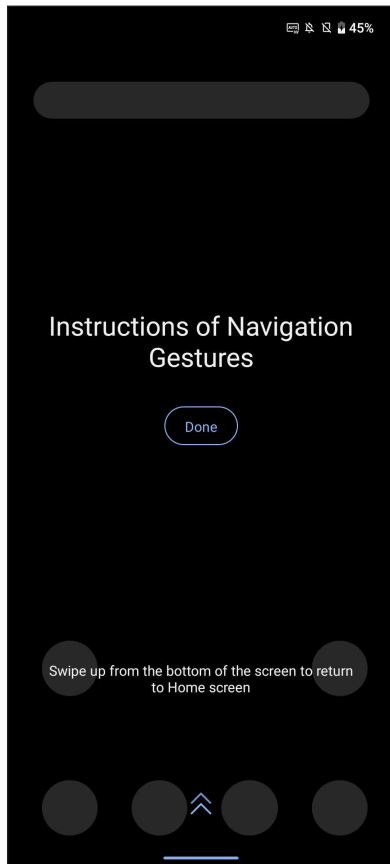 45%
Instructions of Navigation
Gestures
Done
Swipe up from the bottom of the screen to return
to Home screen